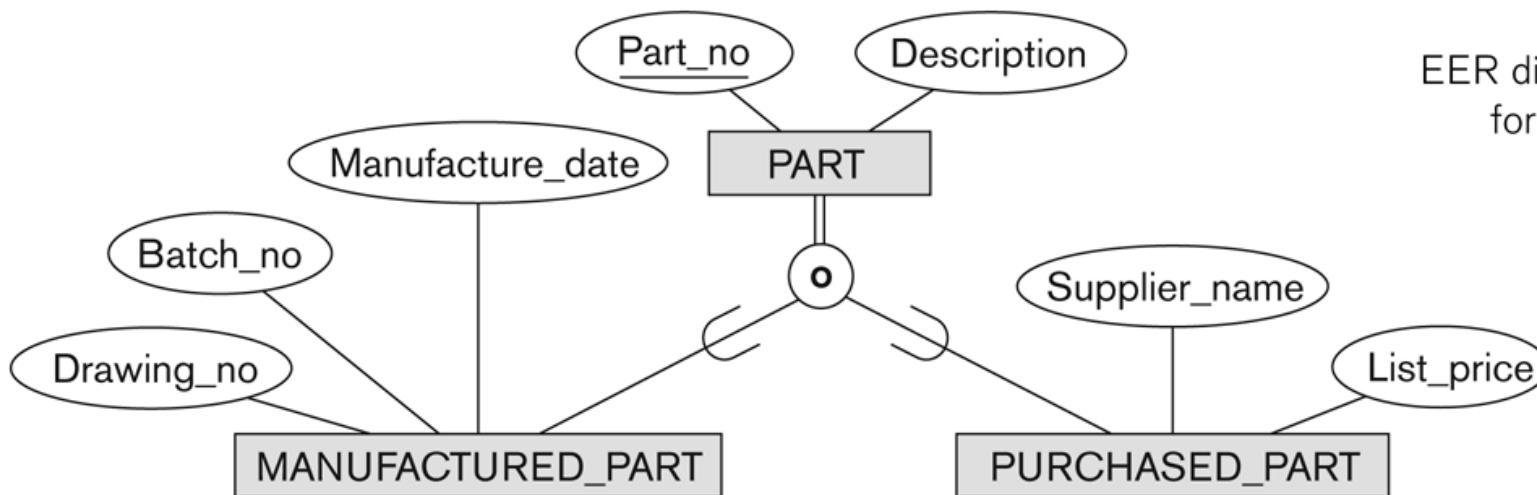 Part_no
Description
EER di
for
Manufacture_date
PART
Batch_no
o
Supplier_name
Drawing_no
List_price
MANUFACTURED_PART
PURCHASED_PART